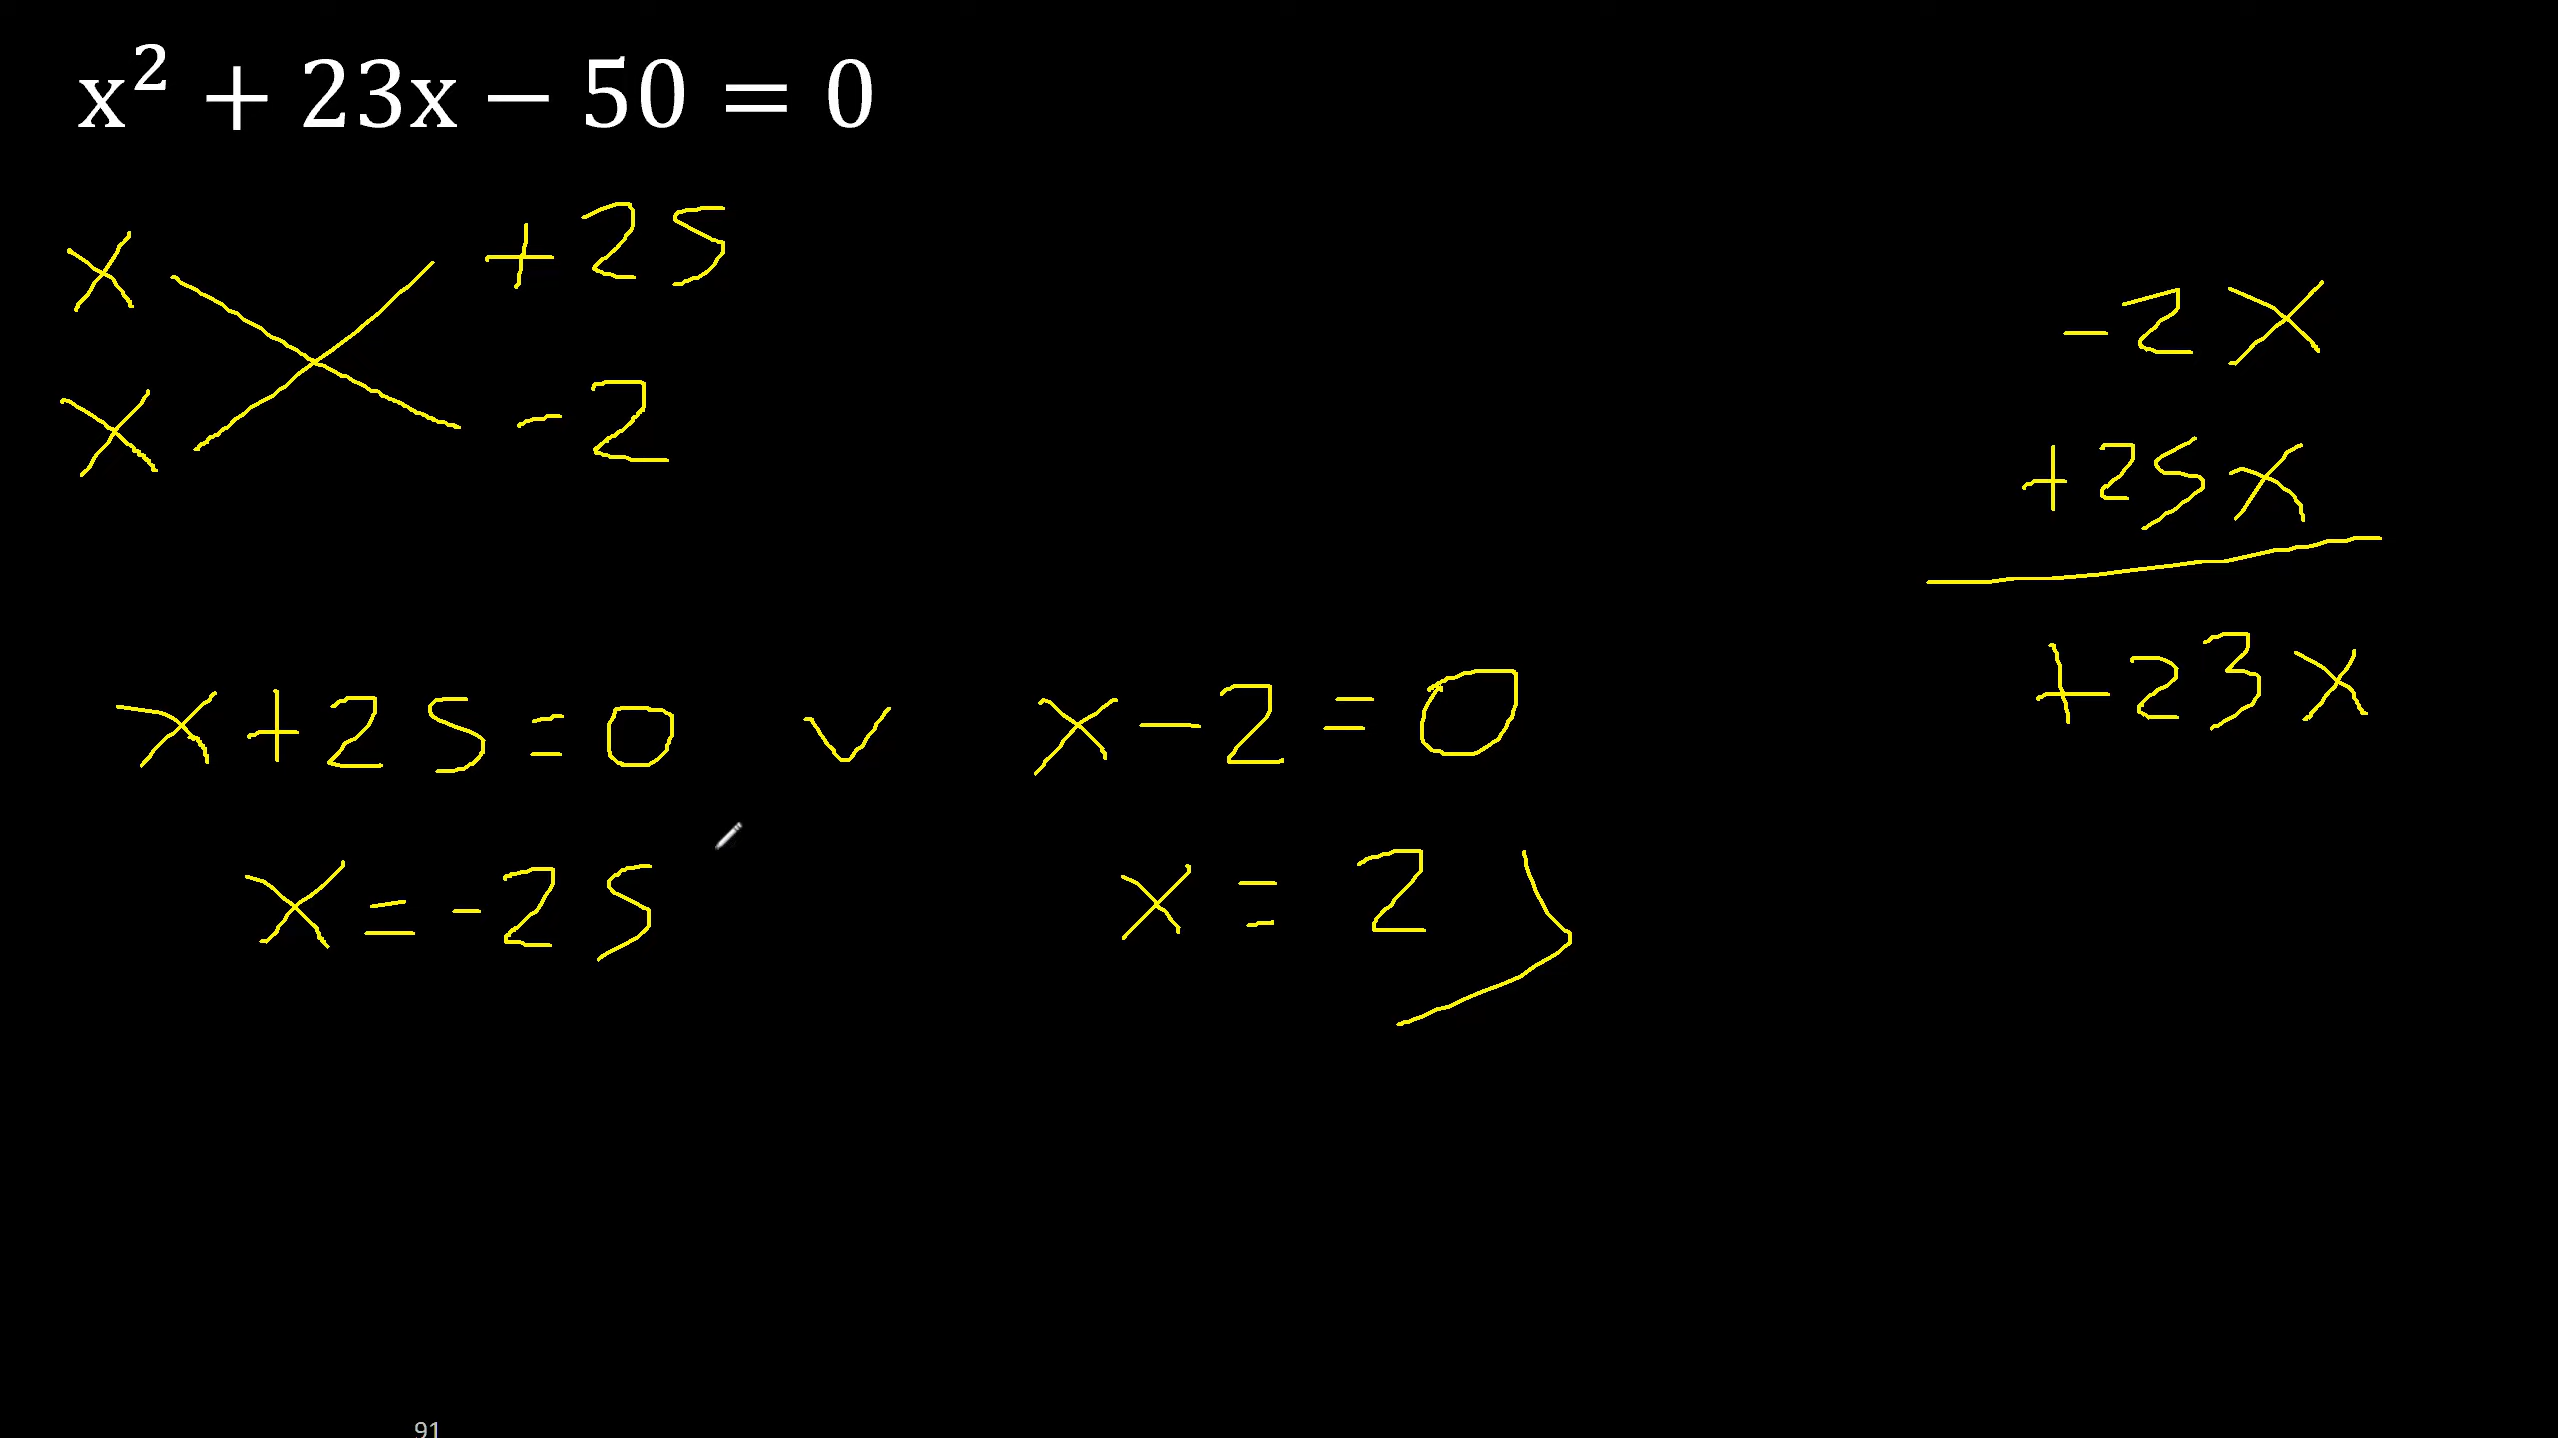 x² + 23x − 50 = 0
x +25
x -2
-2x
+25x
+23x
x+25=0 v x-2=0
x=-25 x=2
91